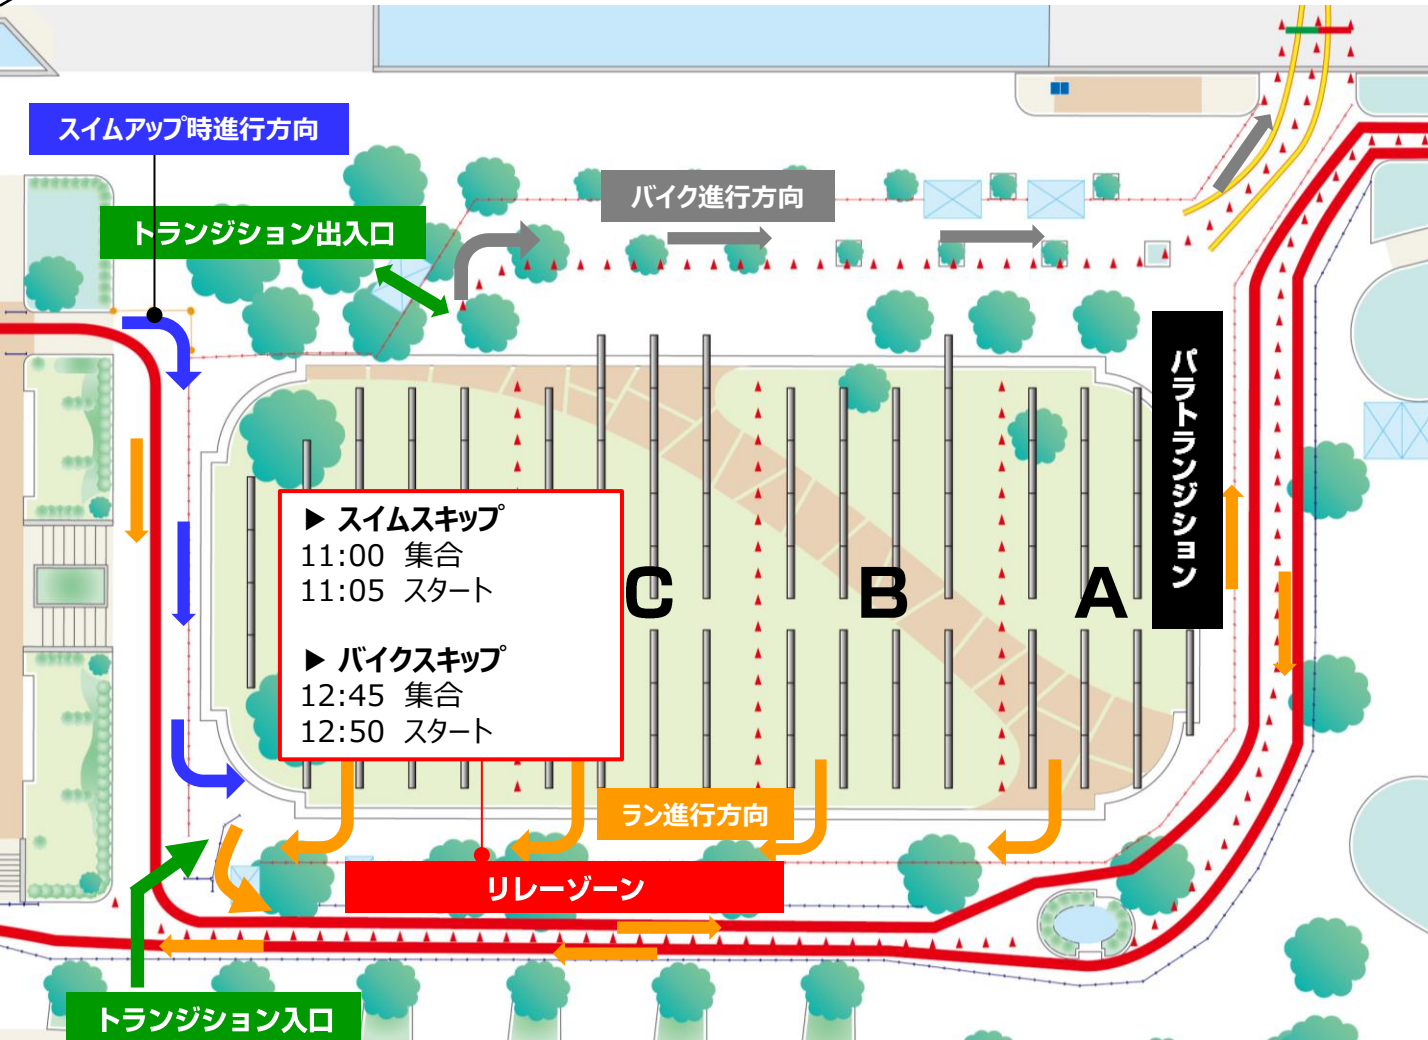 スイムアップ時進行方向
バイク進行方向
トランジション出入口
パラトランジション
▶ スイムスキップ
11:00 集合
11:05 スタート
▶ バイクスキップ
12:45 集合
12:50 スタート
C
B
A
ラン進行方向
リレーゾーン
トランジション入口